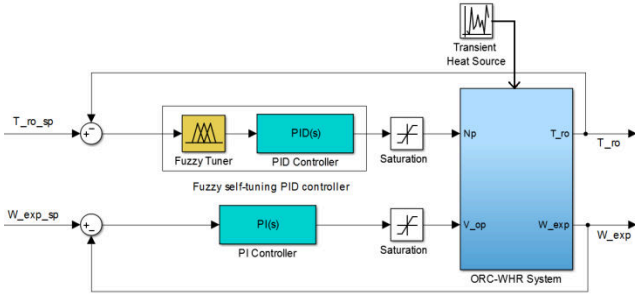 Transient
Heat Source
T_ro_sp
Fuzzy Tuner
PID(s)
PID Controller
Saturation
Np
T_ro
T_ro
Fuzzy self-tuning PID controller
W_exp_sp
PI(s)
PI Controller
Saturation
V_op
W_exp
W_exp
ORC-WHR System